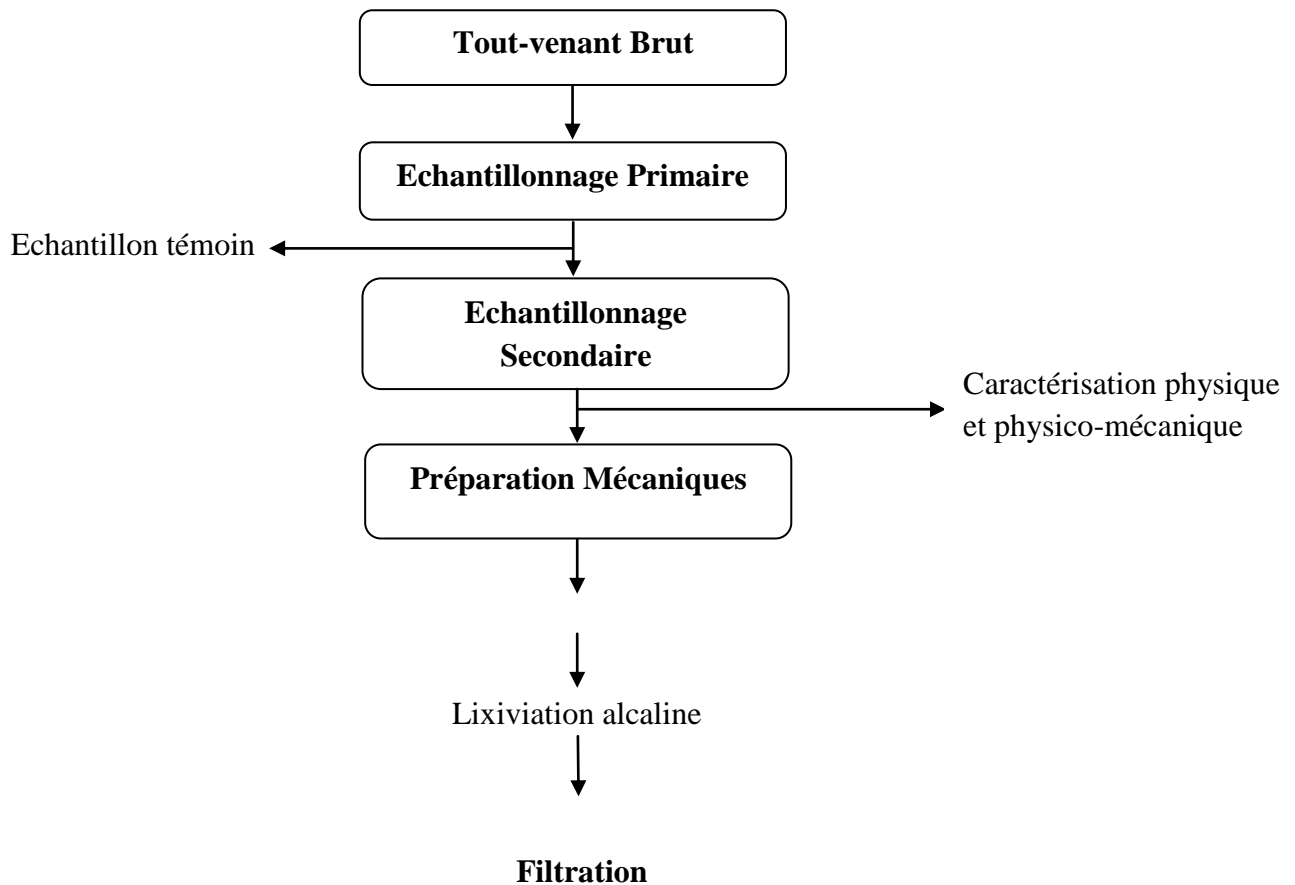 Tout-venant Brut
Echantillonnage Primaire
Echantillon témoin
Echantillonnage
Secondaire
Caractérisation physique
et physico-mécanique
Préparation Mécaniques
Lixiviation alcaline
Filtration